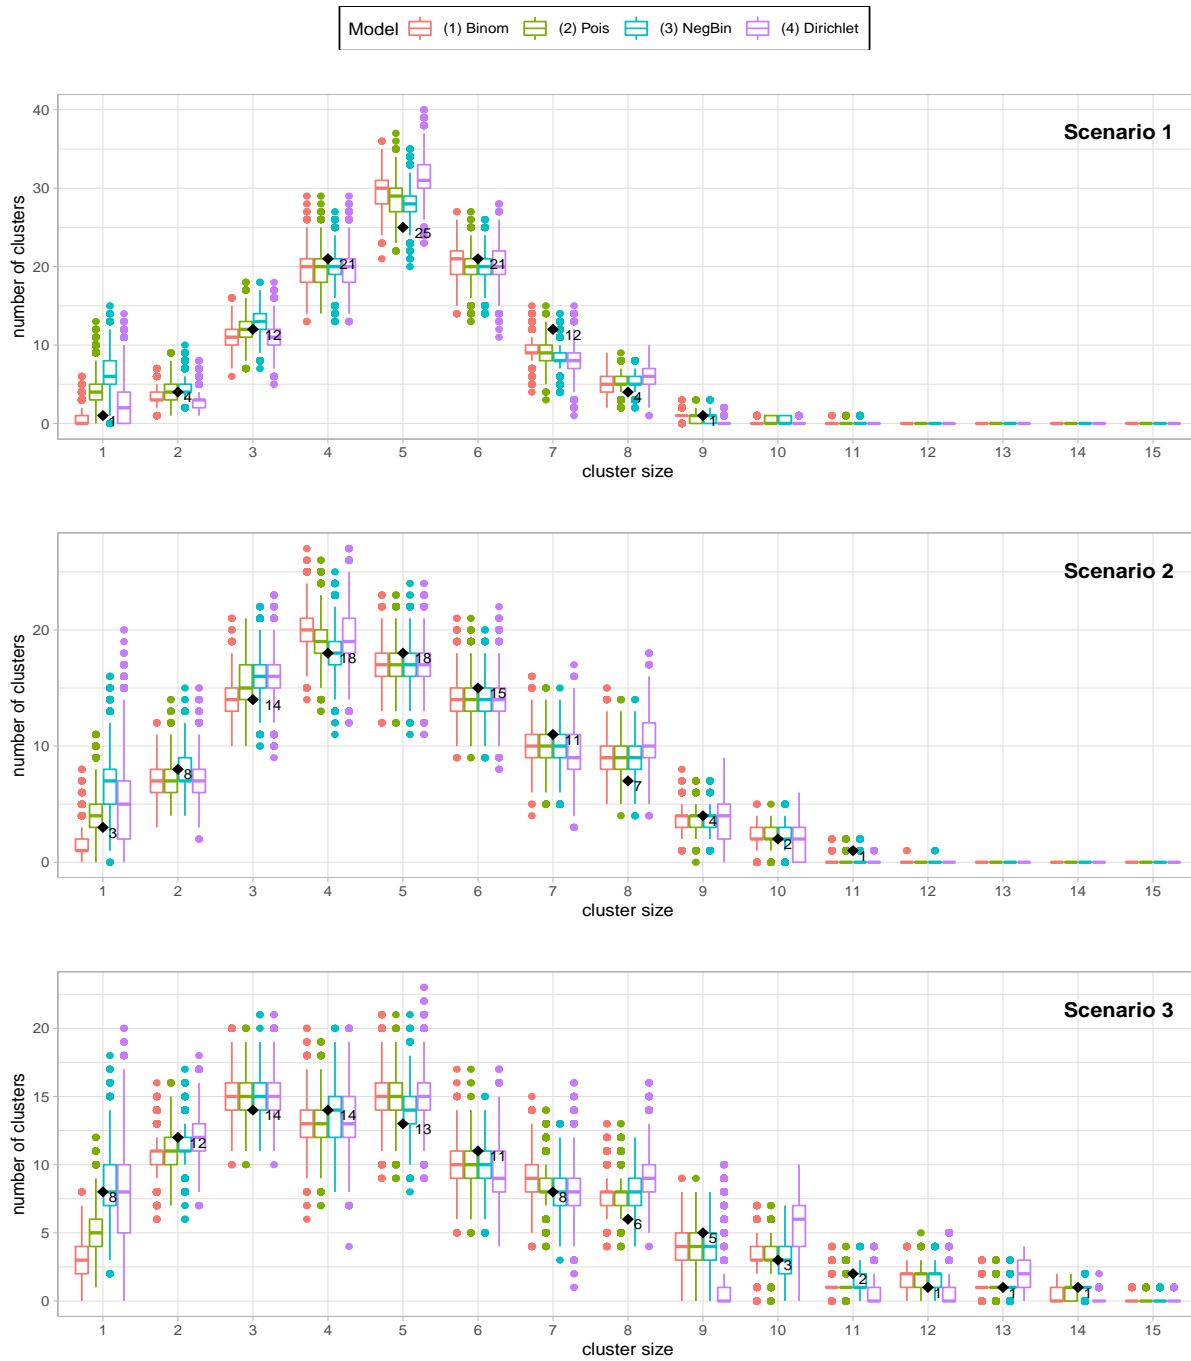 Model (1) Binom (2) Pois (3) NegBin (4) Dirichlet
Scenario 1
number of clusters
40
30
20
10
0
1 4 12 21 25 21 12 4 1
1 2 3 4 5 6 7 8 9 10 11 12 13 14 15
cluster size
Scenario 2
number of clusters
20
10
0
3 8 14 18 18 15 11 7 4 2 1
1 2 3 4 5 6 7 8 9 10 11 12 13 14 15
cluster size
Scenario 3
number of clusters
20
15
10
5
0
8 12 14 14 13 11 8 6 5 3 2 1 1 1
1 2 3 4 5 6 7 8 9 10 11 12 13 14 15
cluster size